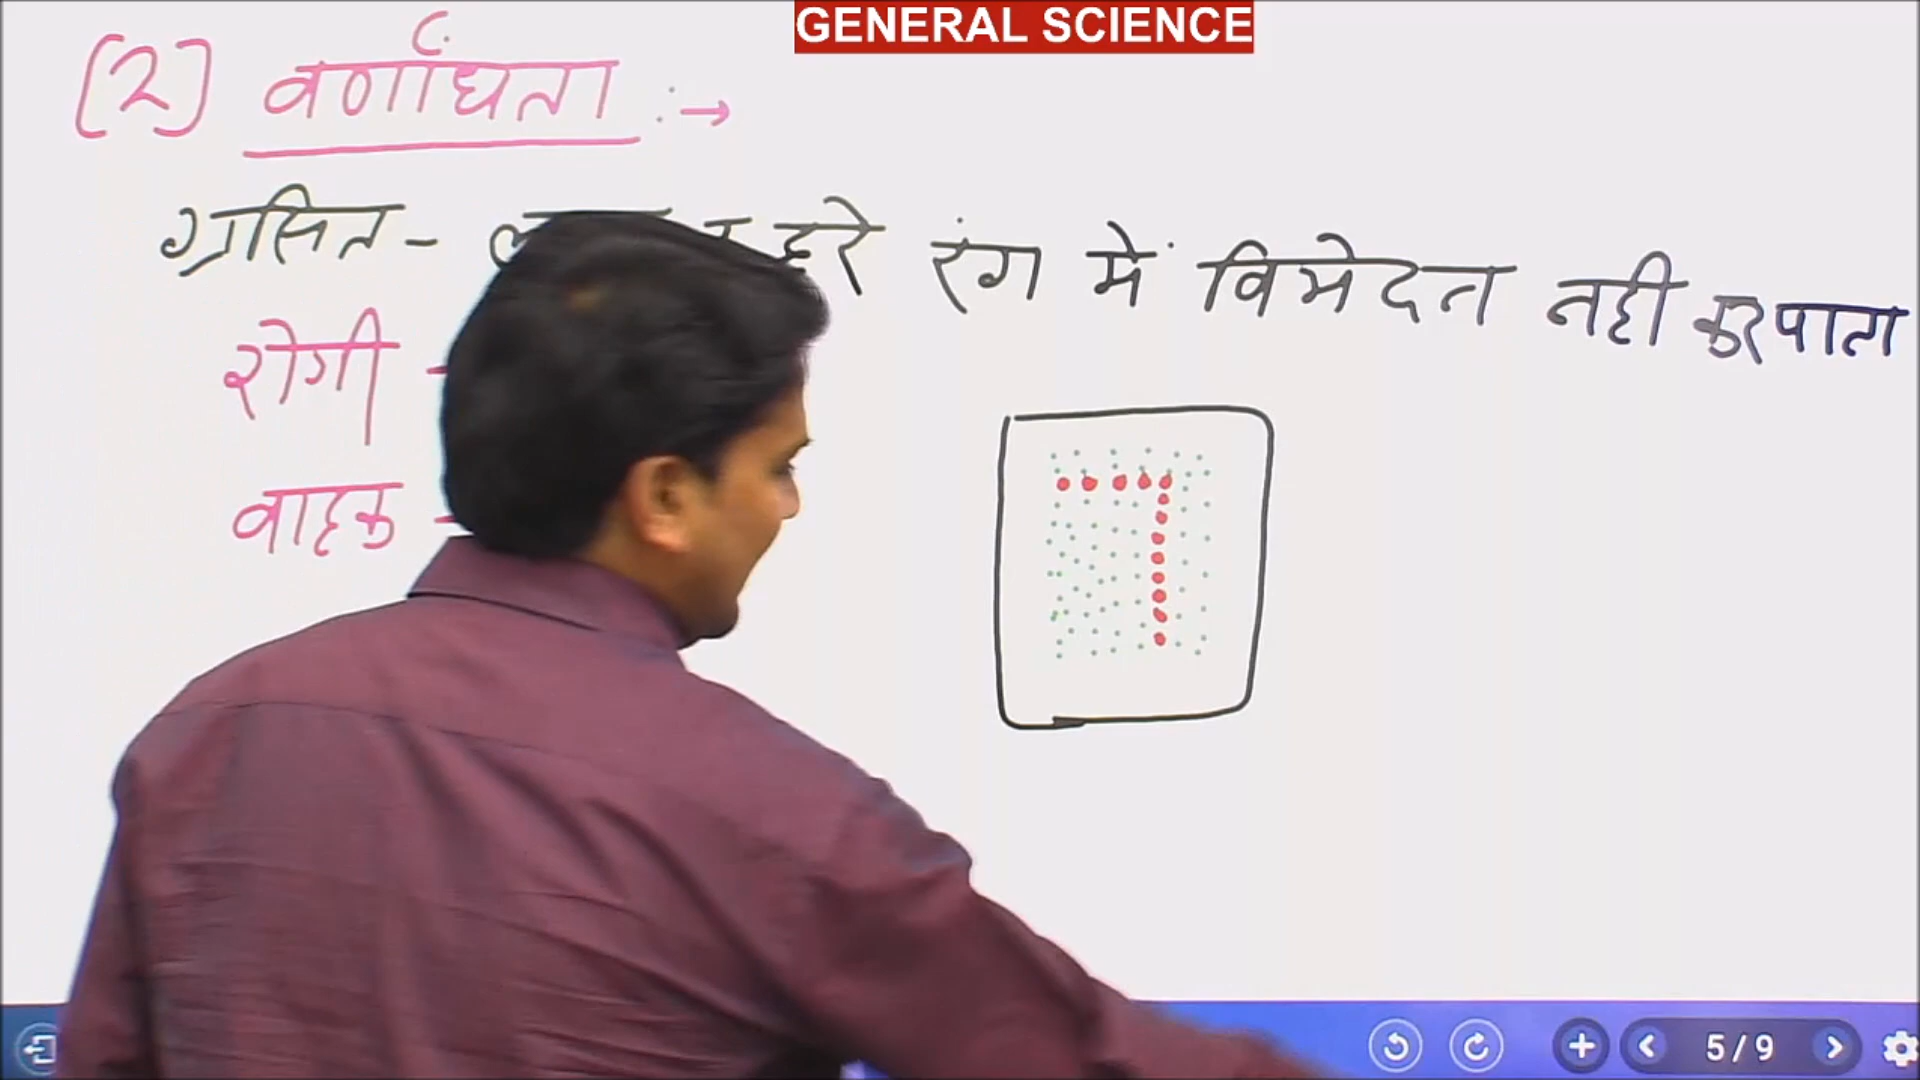 GENERAL SCIENCE
(2) वर्णांधता :→
ग्रसित - हरे रंग में विभेदन नही कर पाता
रोगी -
वाहक -
5/9